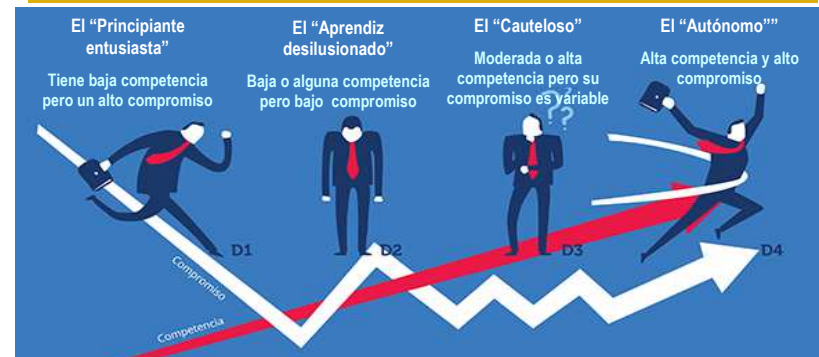 El “Principiante
entusiasta”
Tiene baja competencia
pero un alto compromiso
El “Aprendiz
desilusionado”
Baja o alguna competencia
pero bajo compromiso
El “Cauteloso”
Moderada o alta
competencia pero su
compromiso es variable
??
?
El “Autónomo””
Alta competencia y alto
compromiso
D1
D2
D3
D4
Compromiso
Competencia